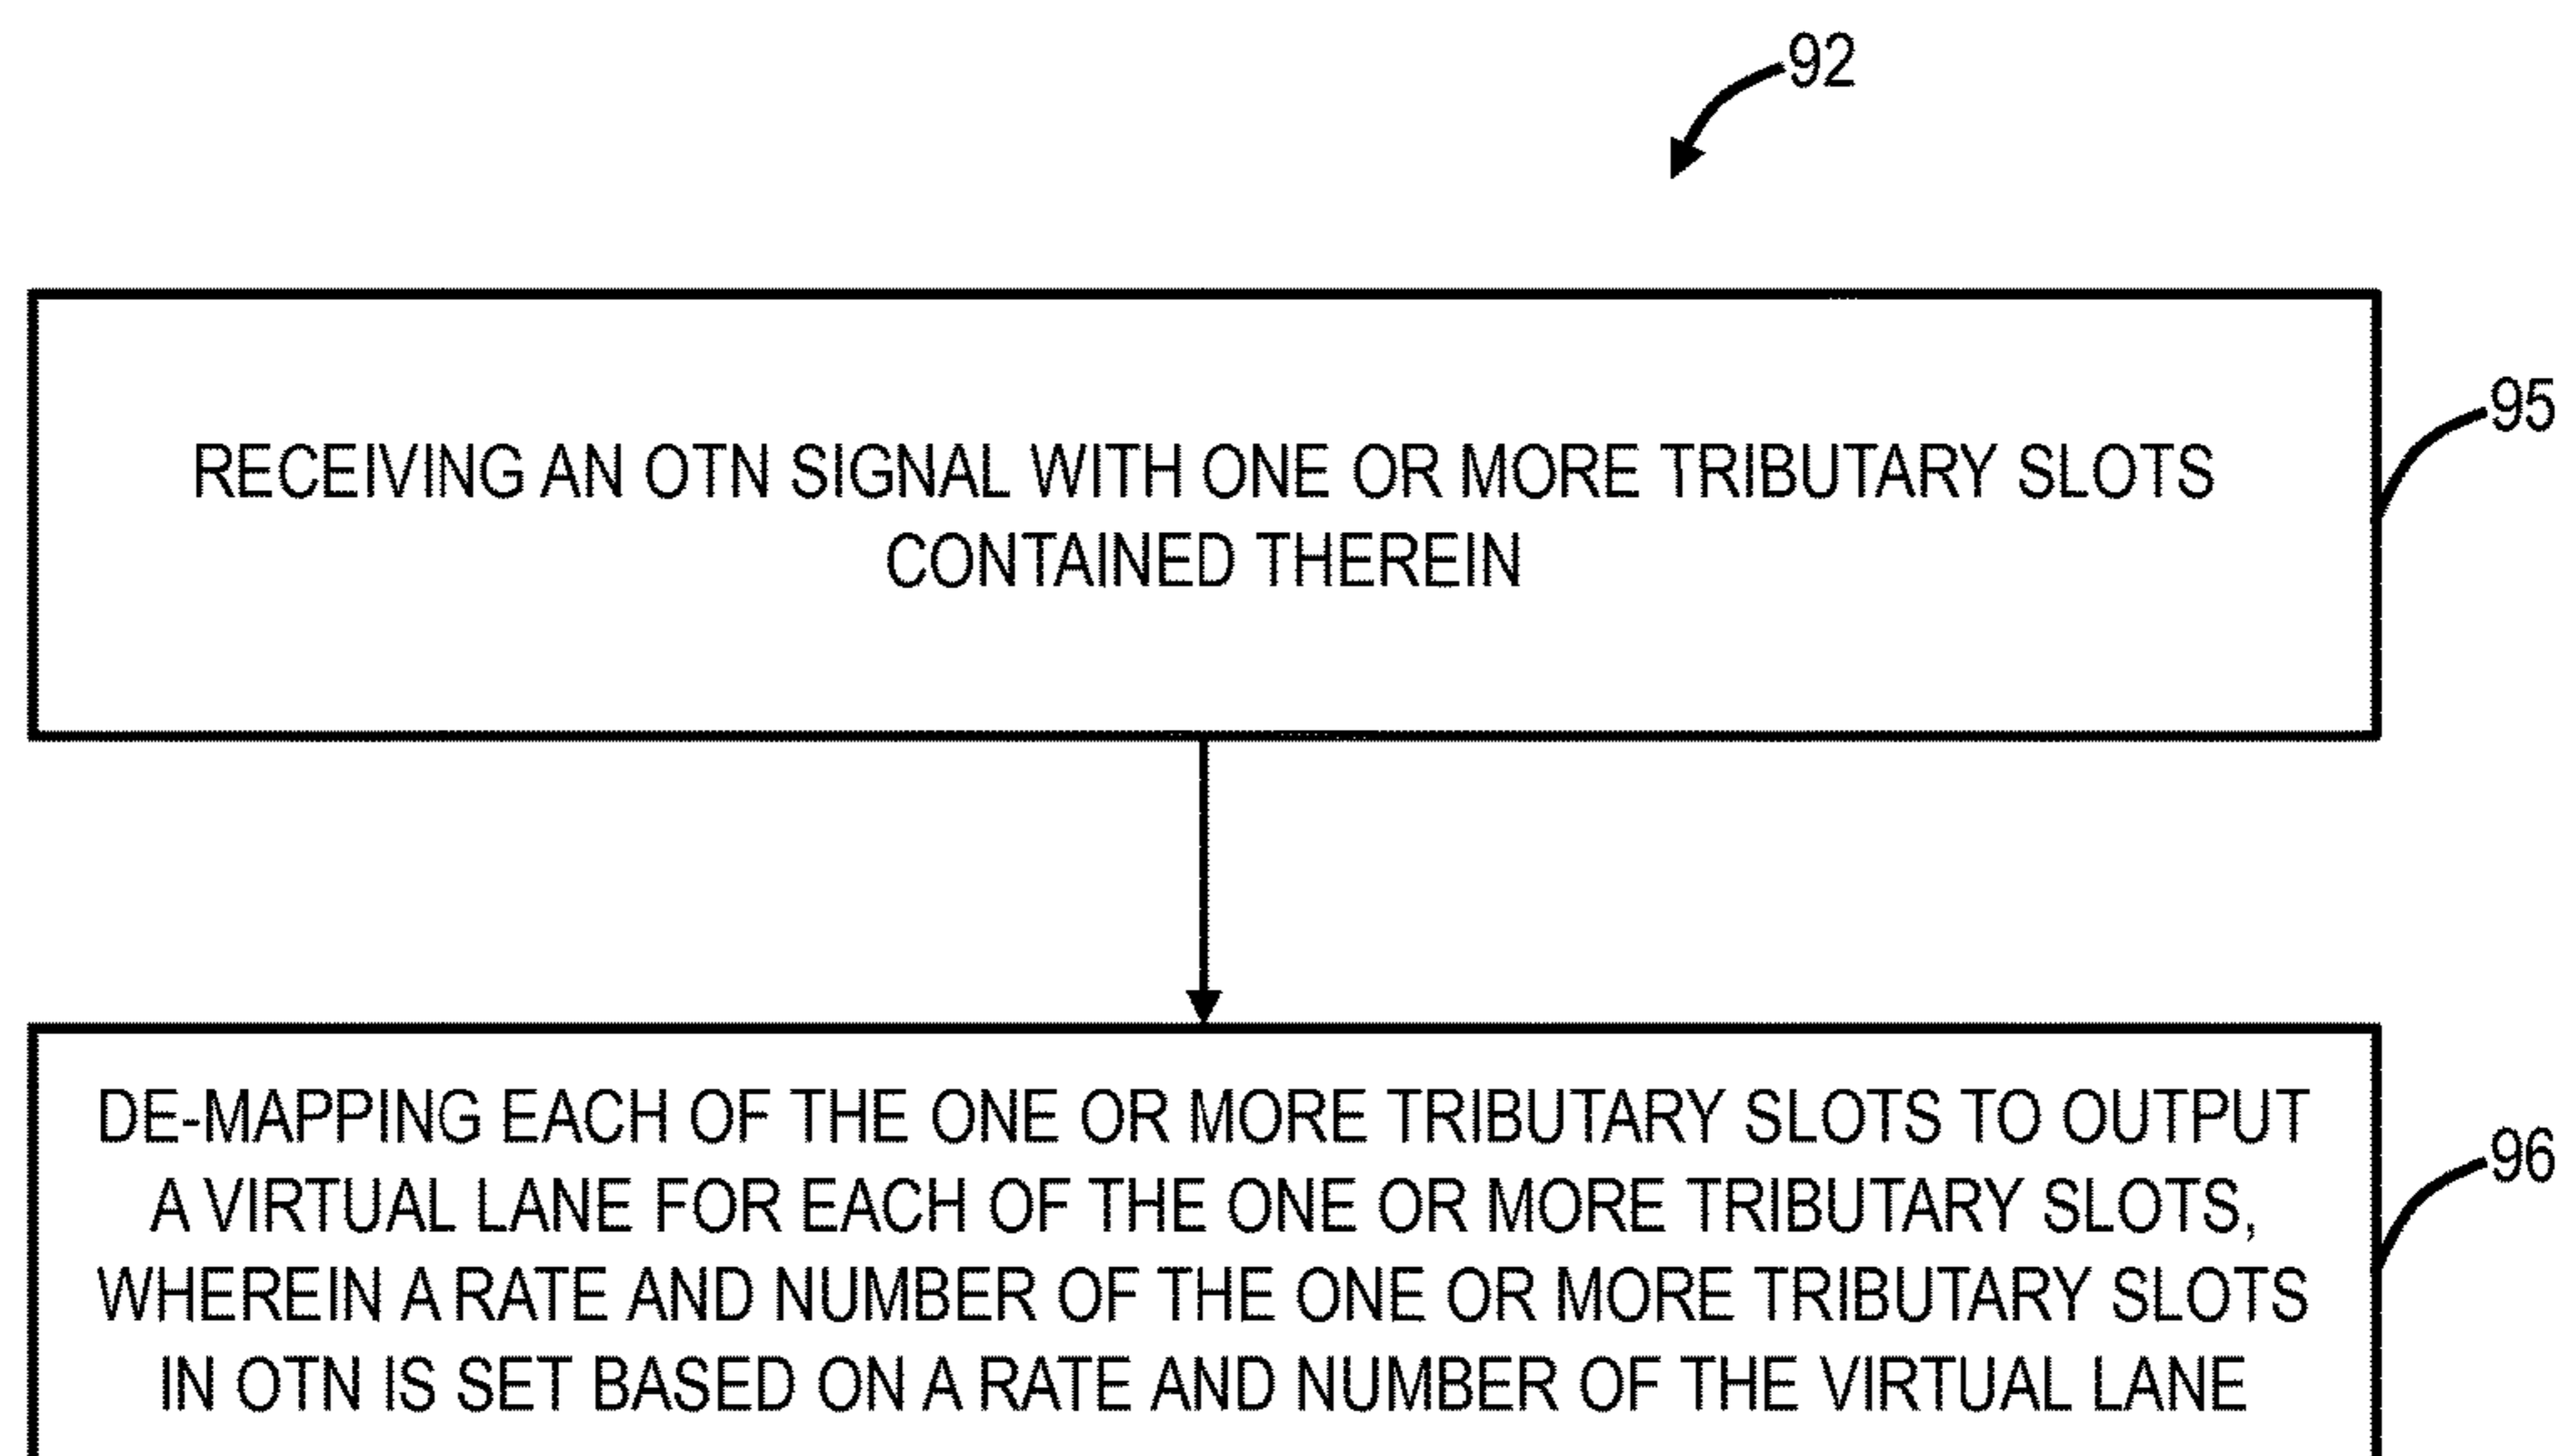 92
RECEIVING AN OTN SIGNAL WITH ONE OR MORE TRIBUTARY SLOTS
CONTAINED THEREIN
95
DE-MAPPING EACH OF THE ONE OR MORE TRIBUTARY SLOTS TO OUTPUT
A VIRTUAL LANE FOR EACH OF THE ONE OR MORE TRIBUTARY SLOTS,
WHEREIN A RATE AND NUMBER OF THE ONE OR MORE TRIBUTARY SLOTS
IN OTN IS SET BASED ON A RATE AND NUMBER OF THE VIRTUAL LANE
96